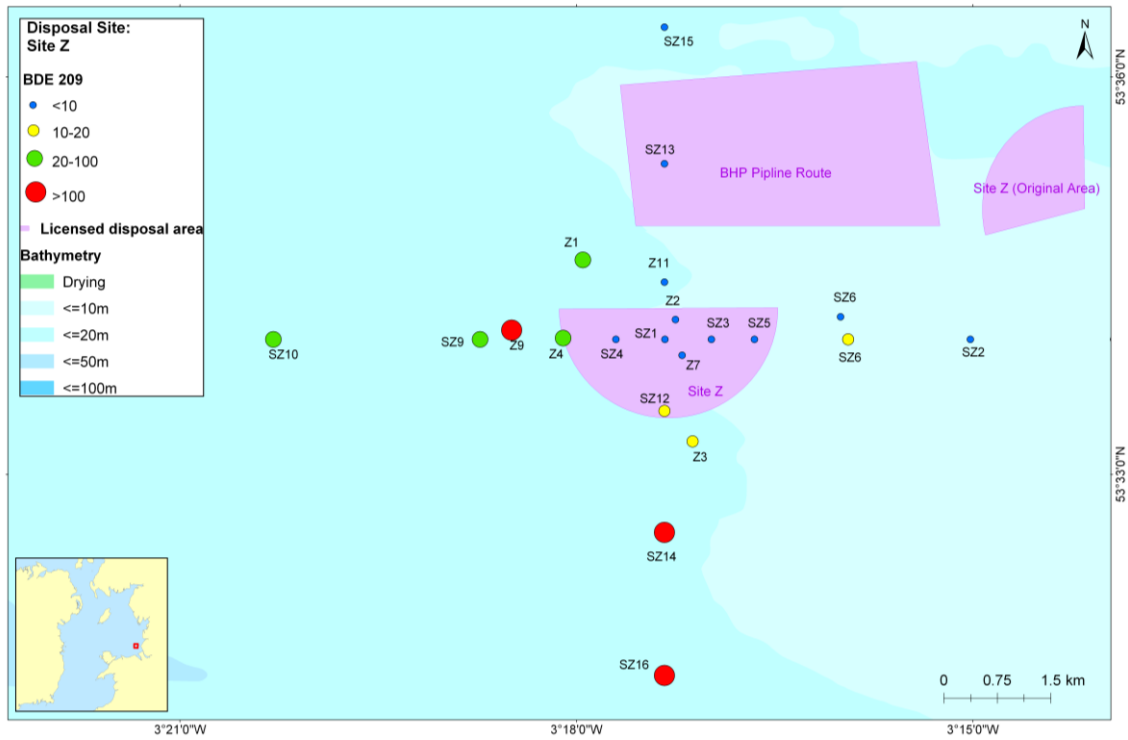 Disposal Site:
Site Z
BDE 209
<10
10-20
20-100
>100
Licensed disposal area
Bathymetry
Drying
<=10m
<=20m
<=50m
<=100m
N
53°36'0"N
53°33'0"N
SZ15
SZ13
BHP Pipline Route
Site Z (Original Area)
Z1
Z11
Z2
SZ6
SZ1
SZ3
SZ5
SZ10
SZ9
Z9
Z4
SZ4
Z7
SZ6
SZ2
Site Z
SZ12
Z3
SZ14
SZ16
0 0.75 1.5 km
3°21'0"W
3°18'0"W
3°15'0"W